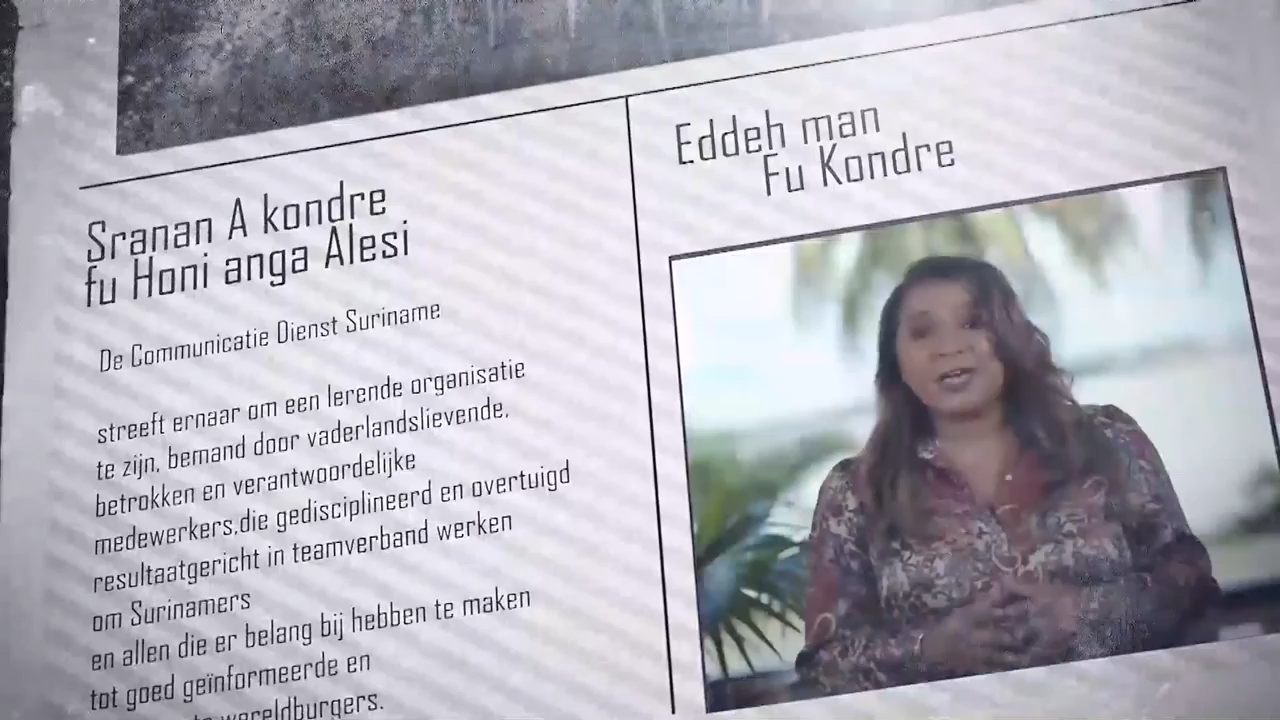 Sranan A kondre
fu Honi anga Alesi
De Communicatie Dienst Suriname
streeft ernaar om een lerende organisatie
te zijn, bemand door vaderlandslievende,
betrokken en verantwoordelijke
medewerkers,die gedisciplineerd en overtuigd
resultaatgericht in teamverband werken
om Surinamers
en allen die er belang bij hebben te maken
tot goed geïnformeerde en
wereldburgers.
Eddeh man
Fu Kondre